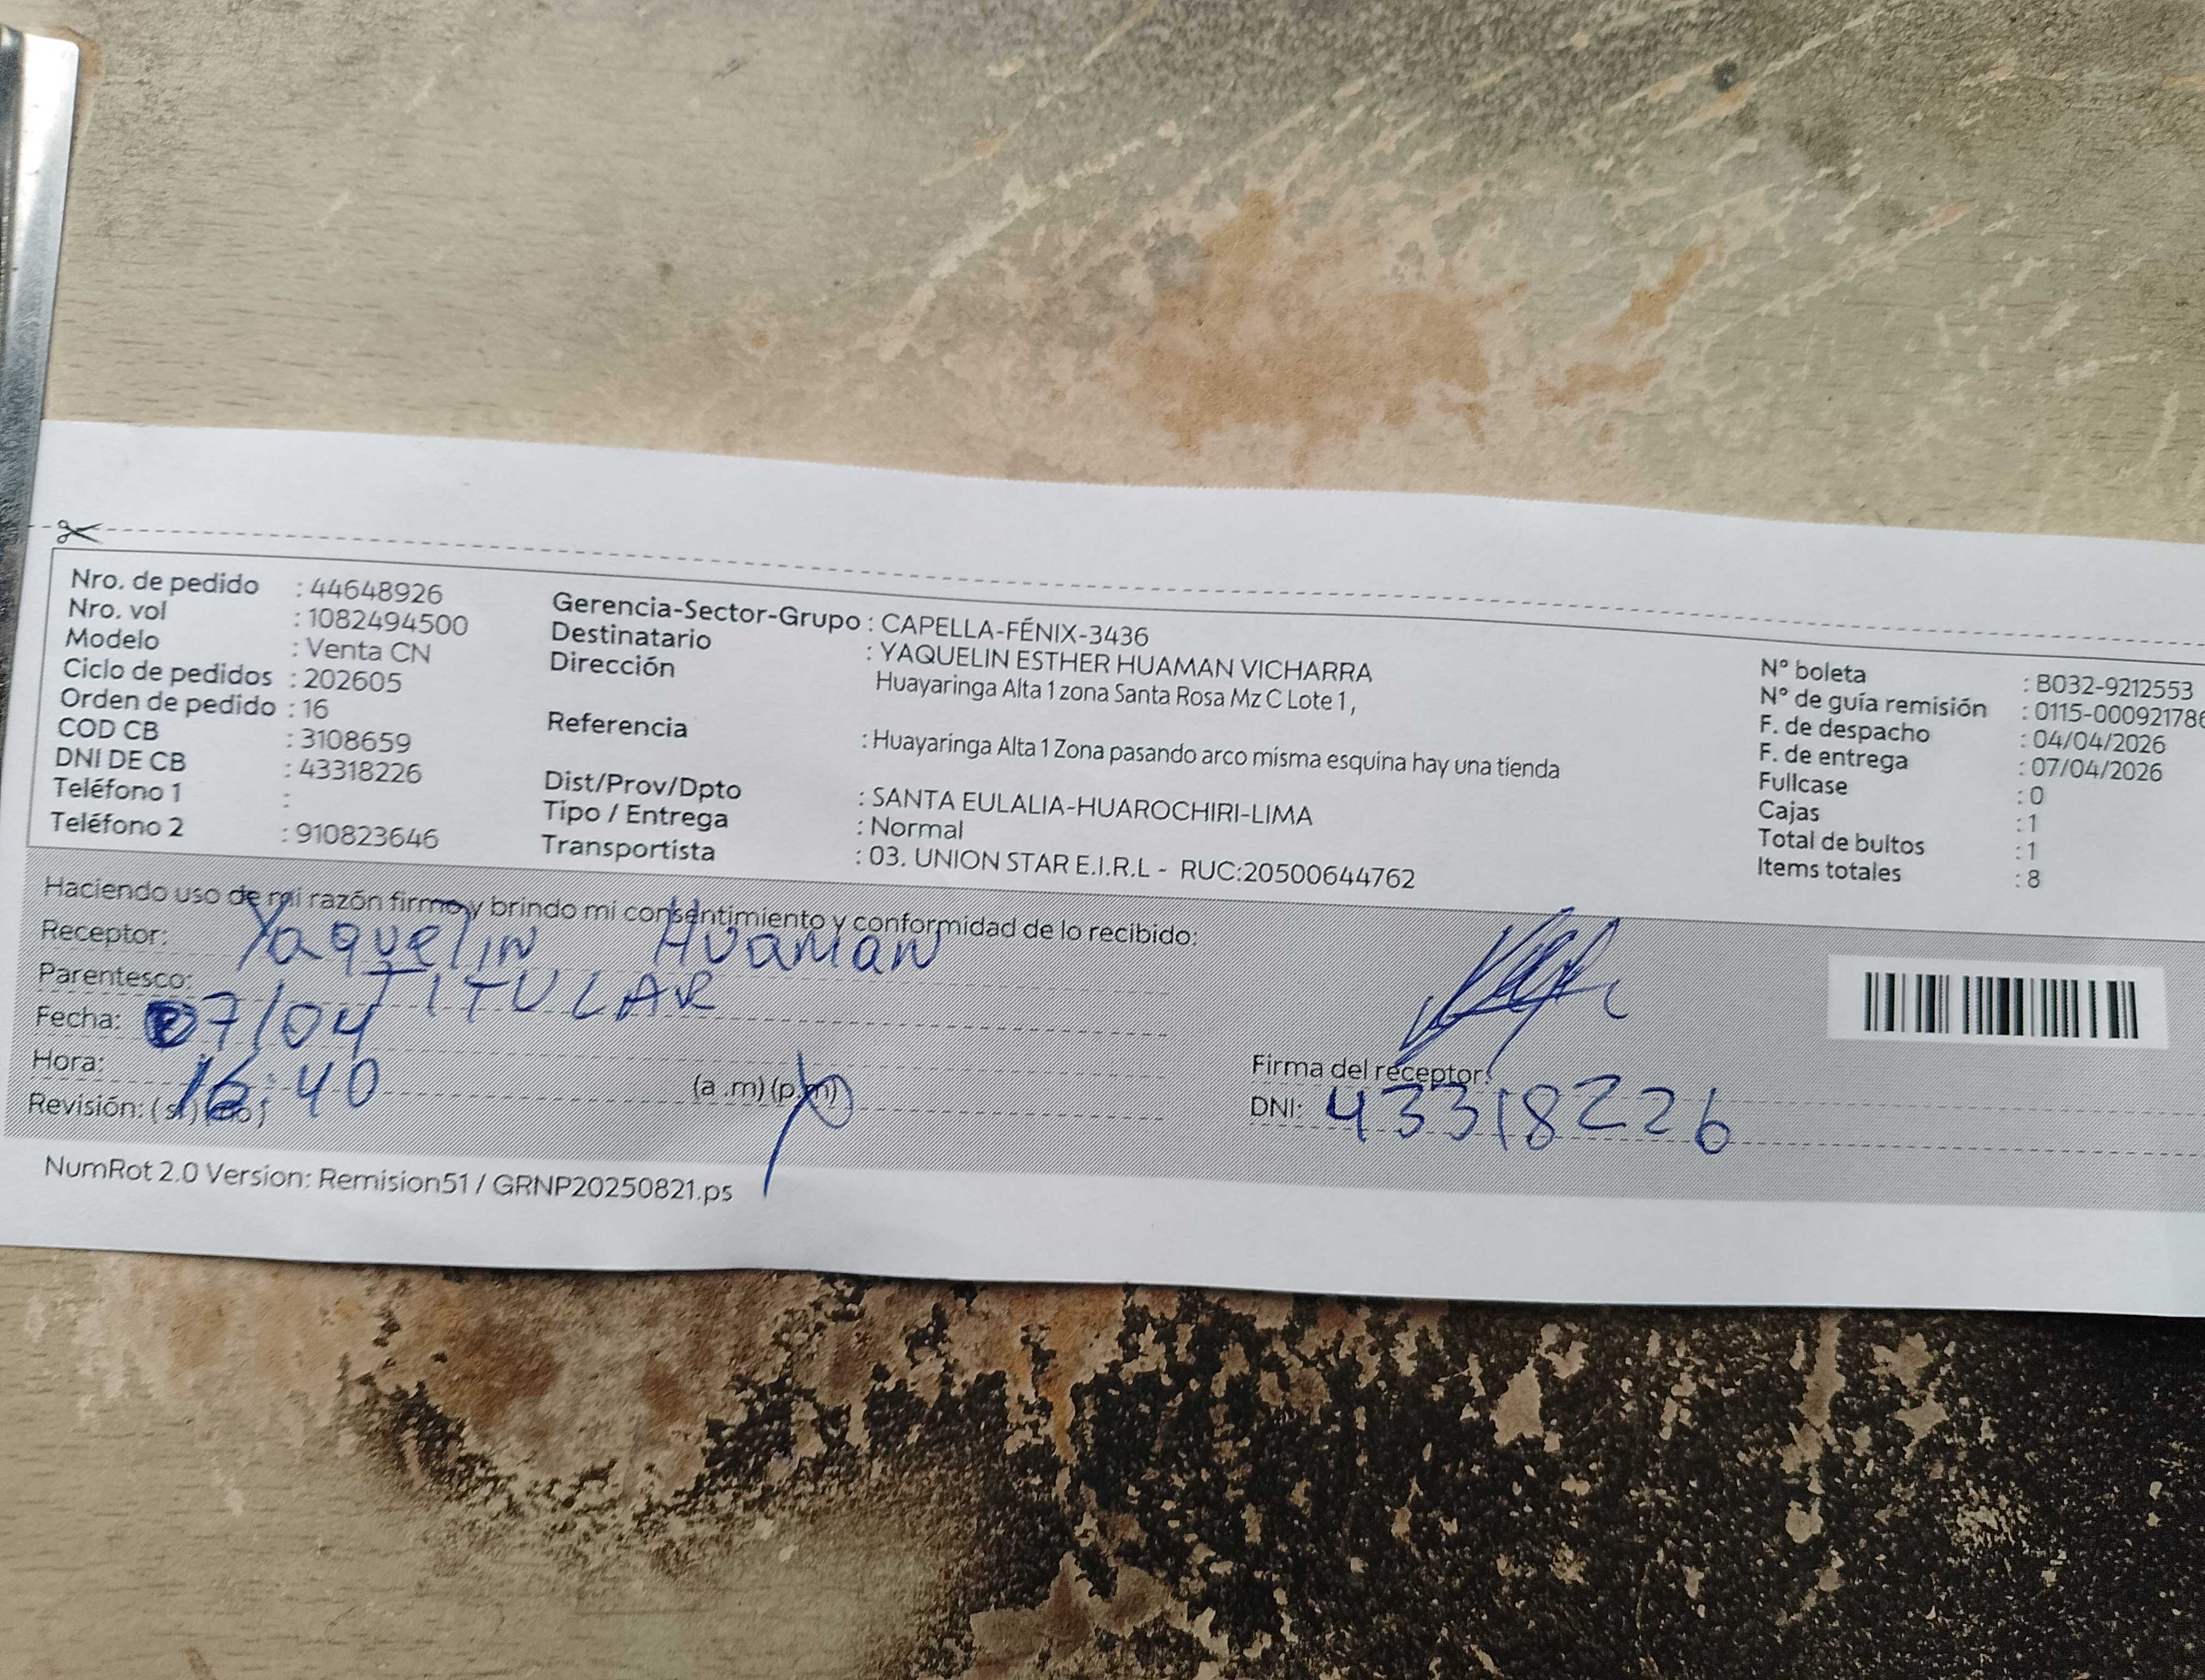 Nro. de pedido : 44648926
Nro. vol : 1082494500
Modelo : Venta CN
Ciclo de pedidos : 202605
Orden de pedido : 16
COD CB : 3108659
DNI DE CB : 43318226
Teléfono 1 :
Teléfono 2 : 910823646
Gerencia-Sector-Grupo : CAPELLA-FÉNIX-3436
Destinatario : YAQUELIN ESTHER HUAMAN VICHARRA
Dirección Huayaringa Alta 1 zona Santa Rosa Mz C Lote 1,
Referencia : Huayaringa Alta 1 Zona pasando arco misma esquina hay una tienda
Dist/Prov/Dpto : SANTA EULALIA-HUAROCHIRI-LIMA
Tipo / Entrega : Normal
Transportista : 03. UNION STAR E.I.R.L - RUC:20500644762
N° boleta : B032-9212553
N° de guía remisión : 0115-000921786
F. de despacho : 04/04/2026
F. de entrega : 07/04/2026
Fullcase : 0
Cajas : 1
Total de bultos : 1
Items totales : 8
Haciendo uso de mi razón firmo y brindo mi consentimiento y conformidad de lo recibido:
Receptor: Yaquelin Huaman
Parentesco: TITULAR
Fecha: 07/04
Hora: 16:40 (a .m) (p.m)
Revisión: (si) (no)
Firma del receptor:
DNI: 43318226
NumRot 2.0 Version: Remision51 / GRNP20250821.ps